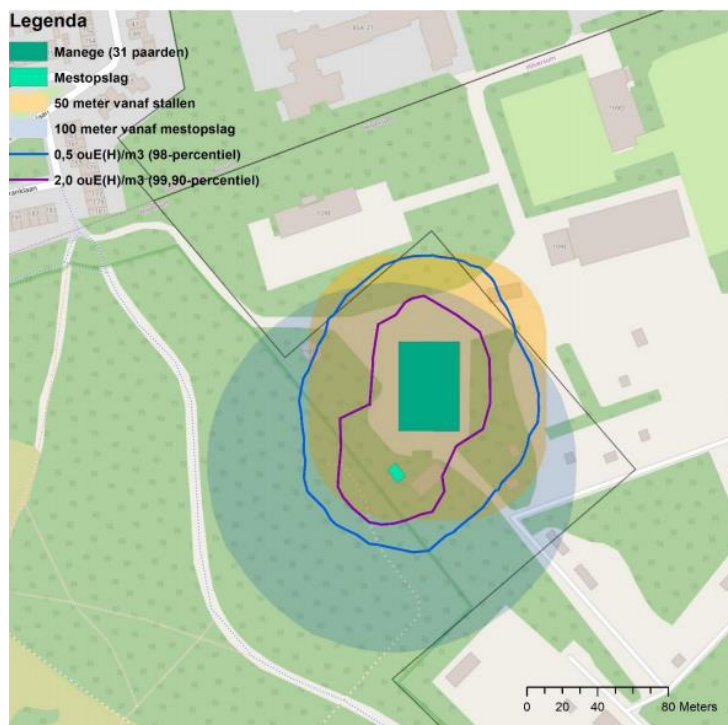 Legenda
Manege (31 paarden)
Mestopslag
50 meter vanaf stallen
100 meter vanaf mestopslag
0,5 ouE(H)/m3 (98-percentiel)
2,0 ouE(H)/m3 (99,90-percentiel)
Hilversum
0 20 40 80 Meters